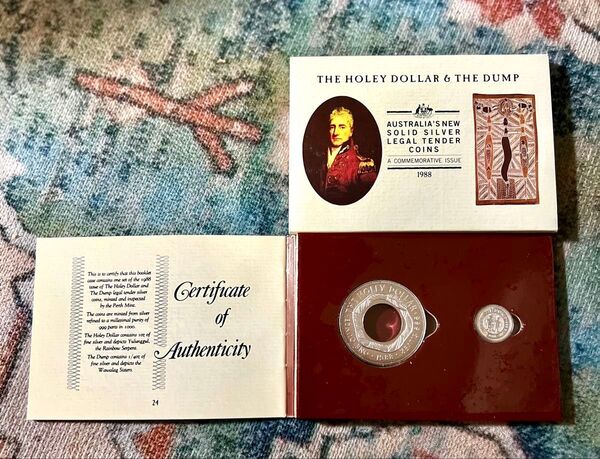 THE HOLEY DOLLAR & THE DUMP
AUSTRALIA'S NEW
SOLID SILVER
LEGAL TENDER
COINS
A COMMEMORATIVE ISSUE
1988
This is to certify that this booklet
case contains one set of the 1988
issue of The Holey Dollar and
The Dump legal tender silver
coins, minted and inspected
by the Perth Mint.
The coins are minted from silver
refined to a millesimal purity of
999 parts in 1000.
The Holey Dollar contains 1oz of
fine silver and depicts Yulunggul,
the Rainbow Serpent.
The Dump contains 1/4oz of
fine silver and depicts the
Wawalag Sisters.
24
Certificate
of
Authenticity
THE HOLEY DOLLAR
1988